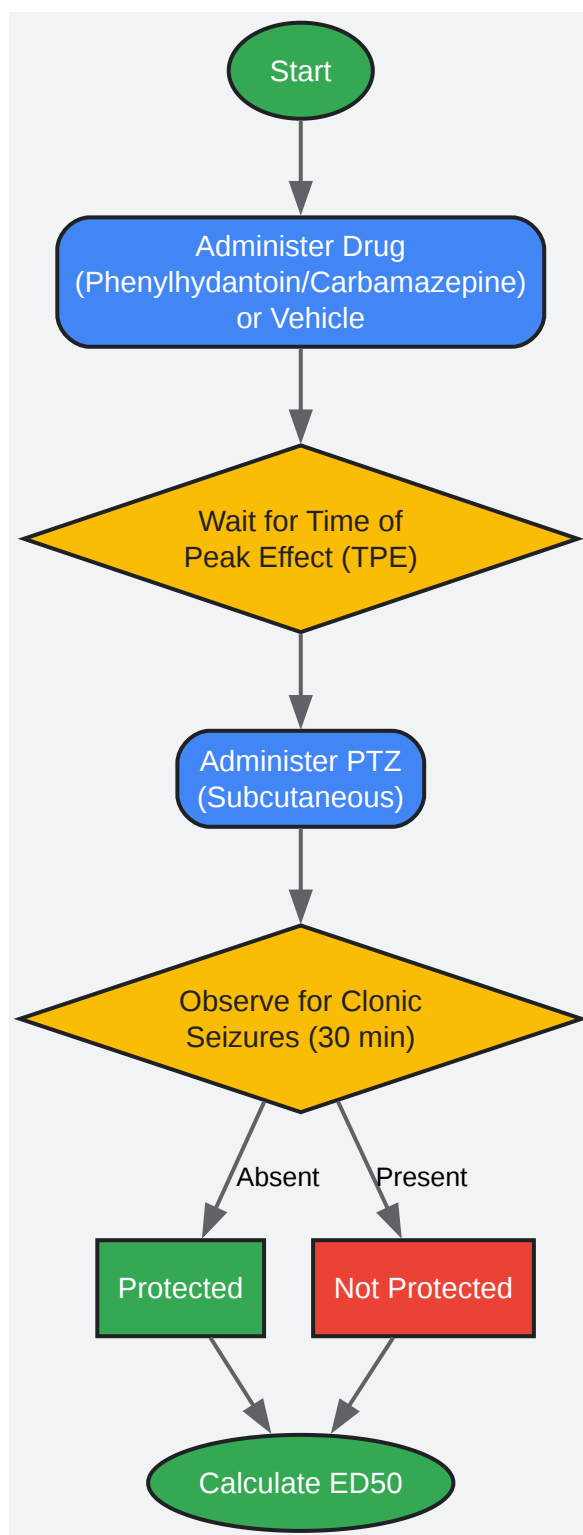 Start
Administer Drug
(Phenylhydantoin/Carbamazepine)
or Vehicle
Wait for Time of
Peak Effect (TPE)
Administer PTZ
(Subcutaneous)
Observe for Clonic
Seizures (30 min)
Absent
Present
Protected
Not Protected
Calculate ED50